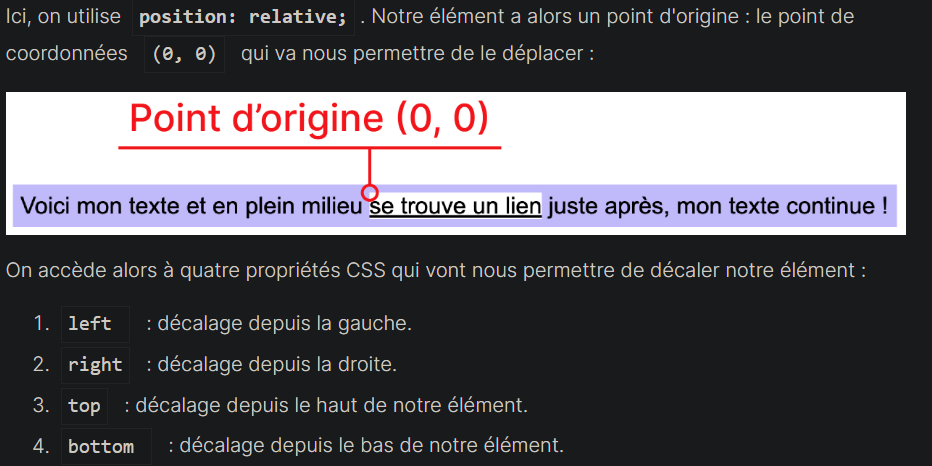 Ici, on utilise position: relative; . Notre élément a alors un point d'origine : le point de
coordonnées (0, 0) qui va nous permettre de le déplacer :
Point d’origine (0, 0)
Voici mon texte et en plein milieu se trouve un lien juste après, mon texte continue !
On accède alors à quatre propriétés CSS qui vont nous permettre de décaler notre élément :
1. left : décalage depuis la gauche.
2. right : décalage depuis la droite.
3. top : décalage depuis le haut de notre élément.
4. bottom : décalage depuis le bas de notre élément.